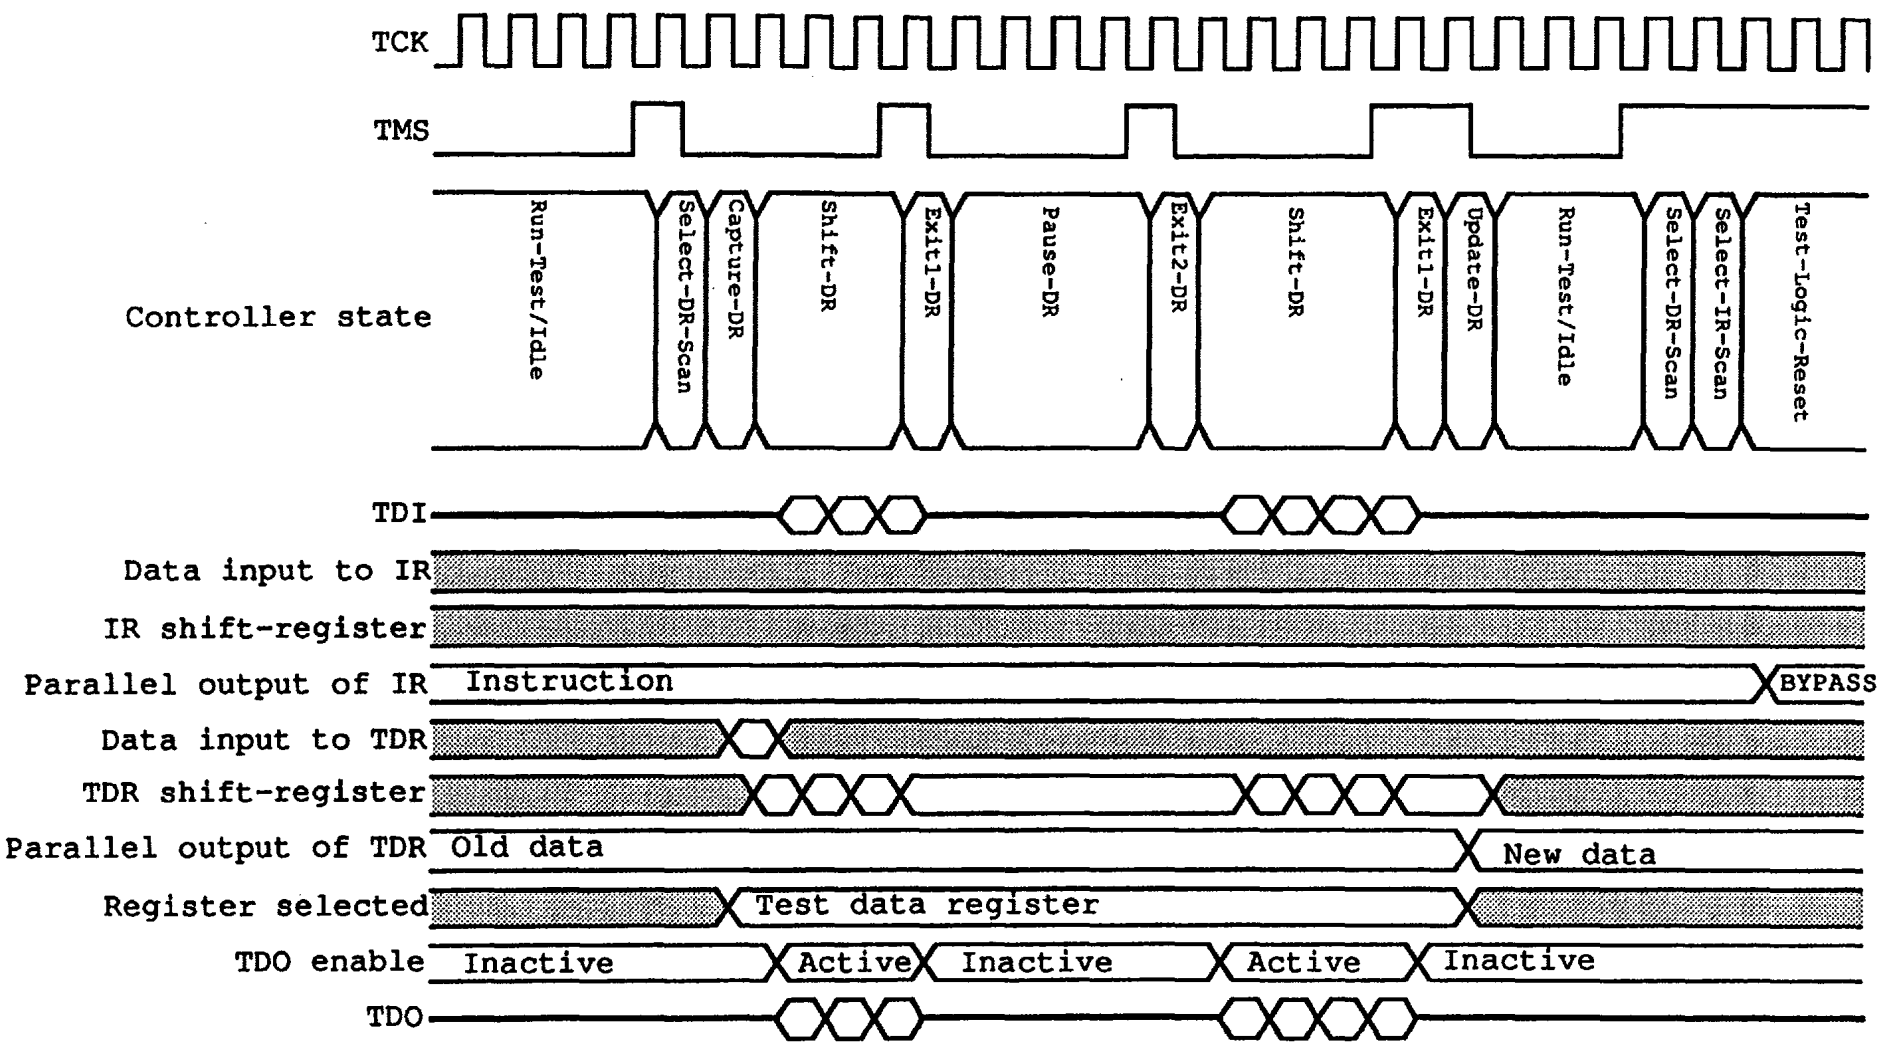 TCK
TMS
Controller state
Run-Test/Idle
Select-DR-Scan
Capture-DR
Shift-DR
Exit1-DR
Pause-DR
Exit2-DR
Shift-DR
Exit1-DR
Update-DR
Run-Test/Idle
Select-DR-Scan
Select-IR-Scan
Test-Logic-Reset
TDI
Data input to IR
IR shift-register
Parallel output of IR Instruction BYPASS
Data input to TDR
TDR shift-register
Parallel output of TDR Old data New data
Register selected Test data register
TDO enable Inactive Active Inactive Active Inactive
TDO